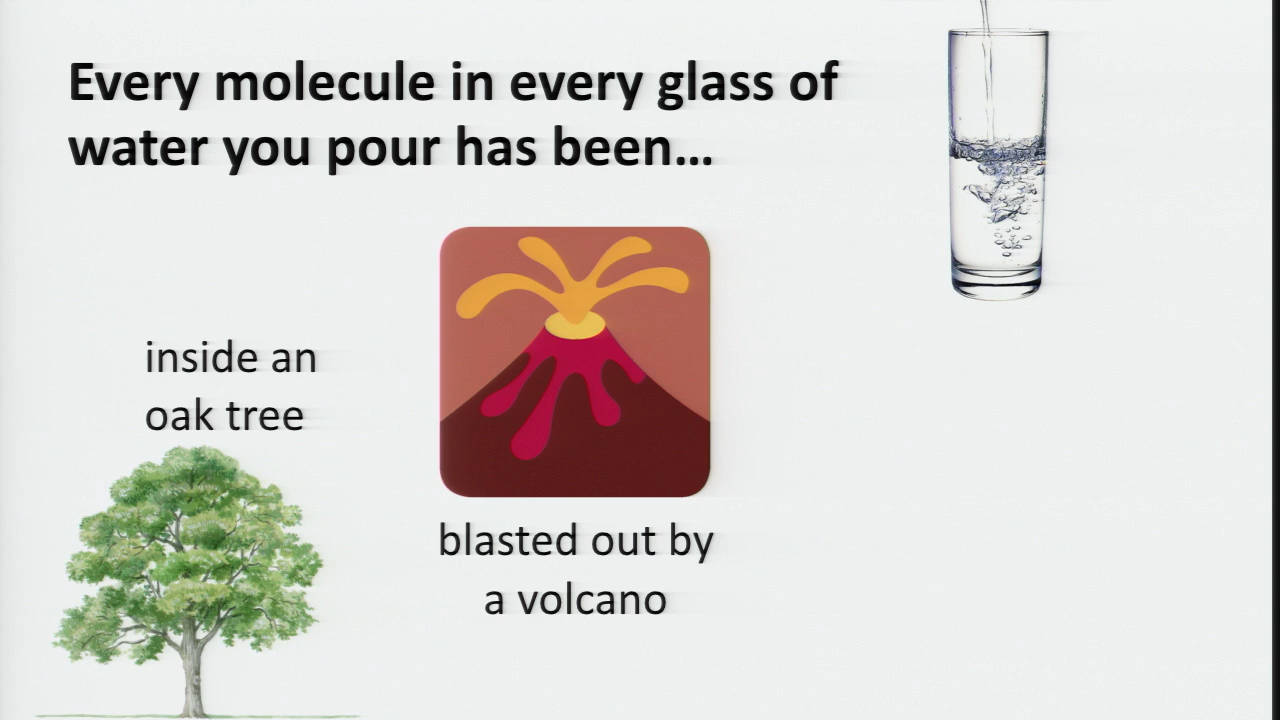 Every molecule in every glass of
water you pour has been...
inside an
oak tree
blasted out by
a volcano